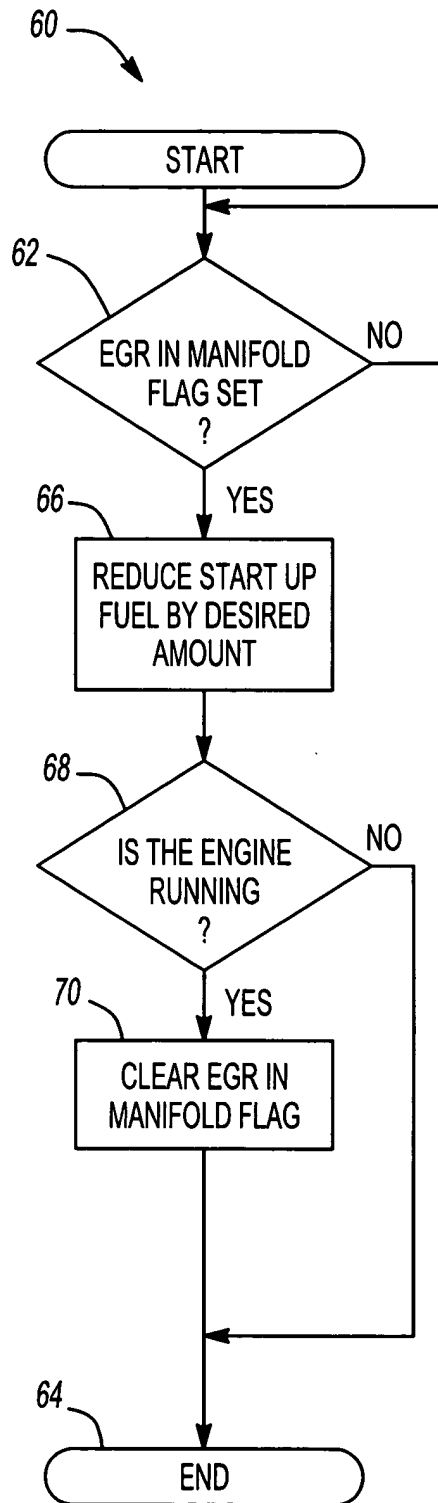 60
START
62
EGR IN MANIFOLD
FLAG SET
?
NO
YES
66
REDUCE START UP
FUEL BY DESIRED
AMOUNT
68
IS THE ENGINE
RUNNING
?
NO
YES
70
CLEAR EGR IN
MANIFOLD FLAG
64
END